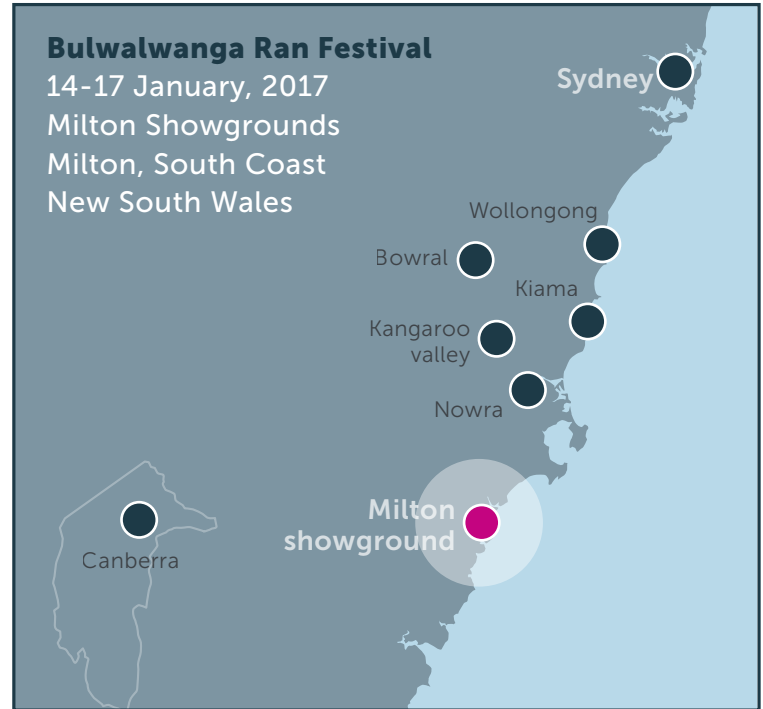 Bulwalwanga Ran Festival
14-17 January, 2017
Milton Showgrounds
Milton, South Coast
New South Wales
Sydney
Wollongong
Bowral
Kiama
Kangaroo
valley
Nowra
Milton
showground
Canberra